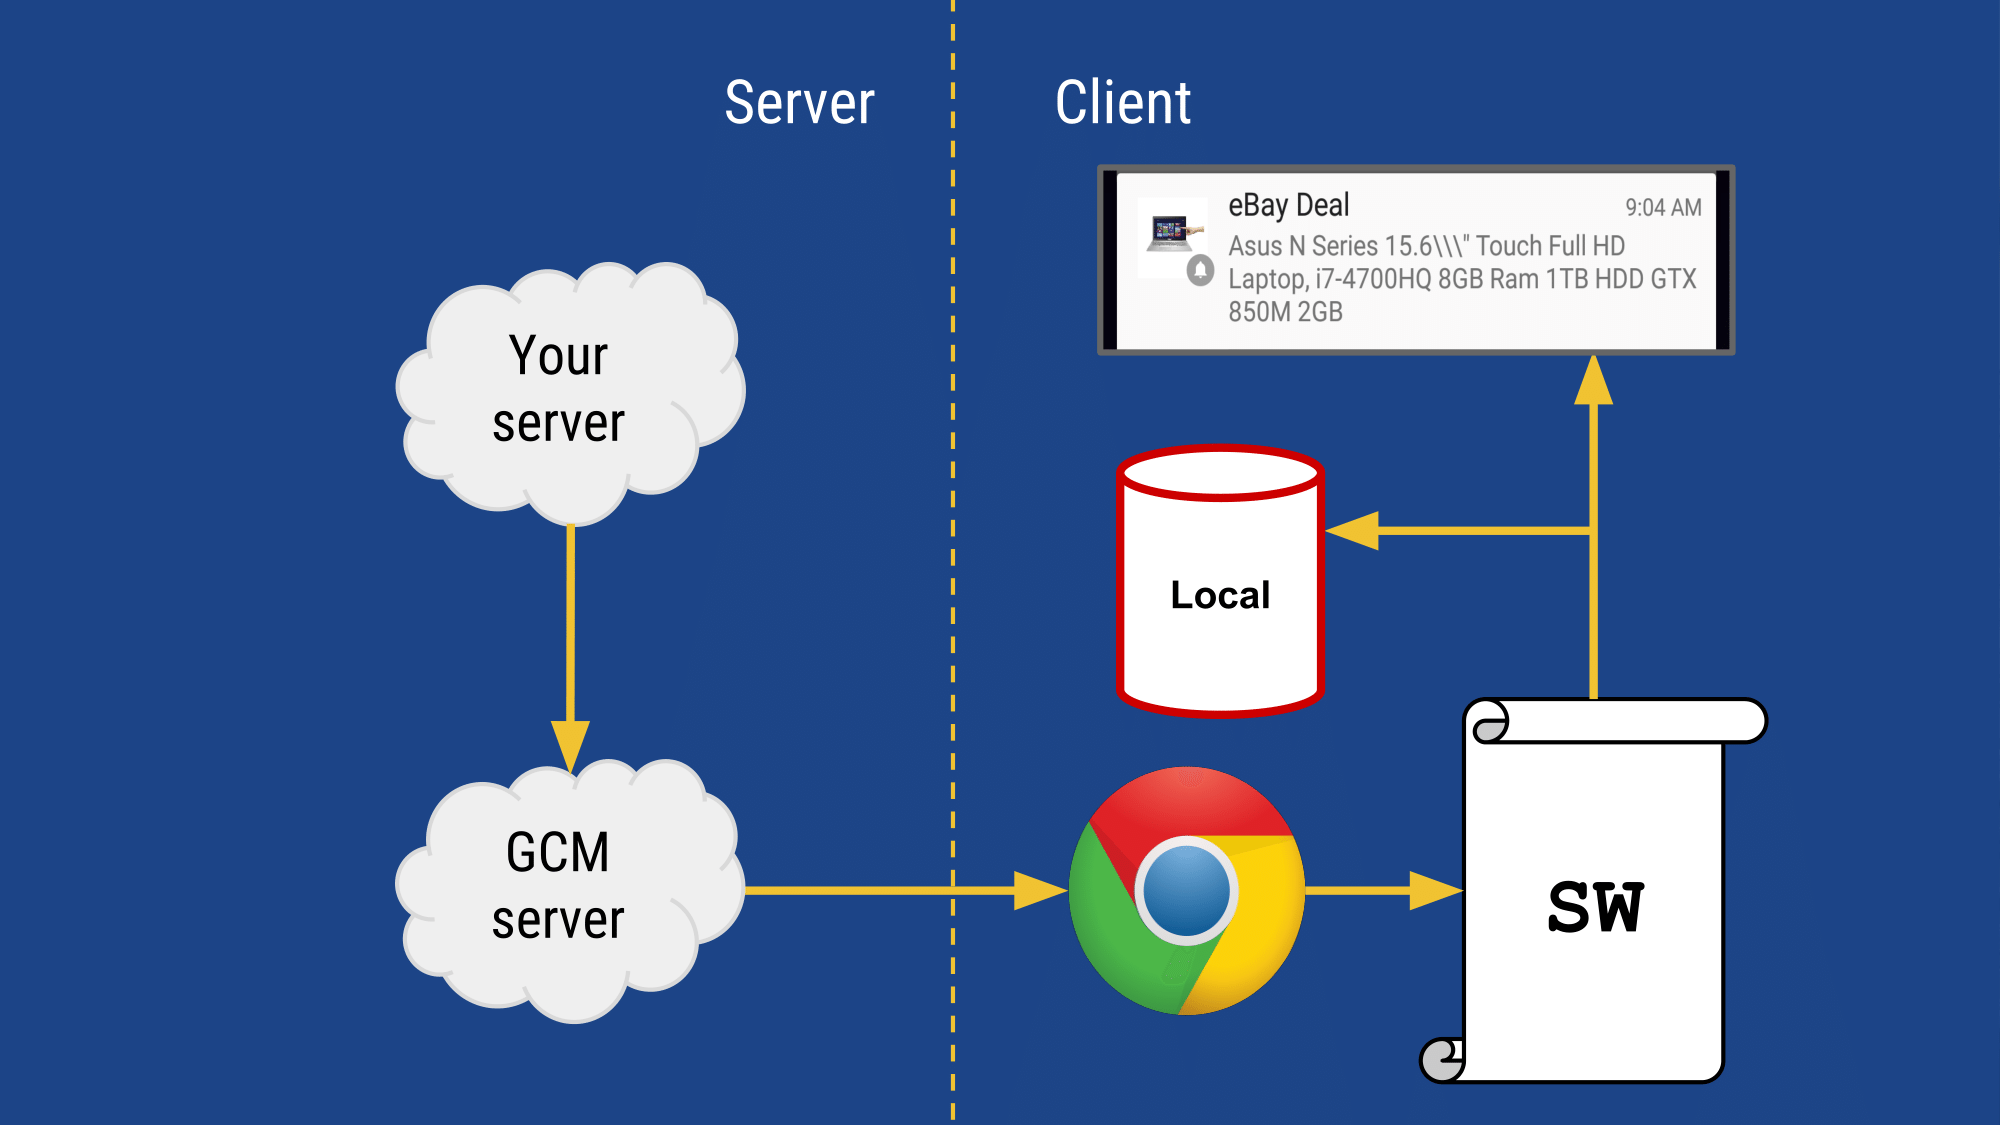 Server
Client
eBay Deal
9:04 AM
Asus N Series 15.6\\\" Touch Full HD
Laptop, i7-4700HQ 8GB Ram 1TB HDD GTX
850M 2GB
Your
server
Local
GCM
server
SW